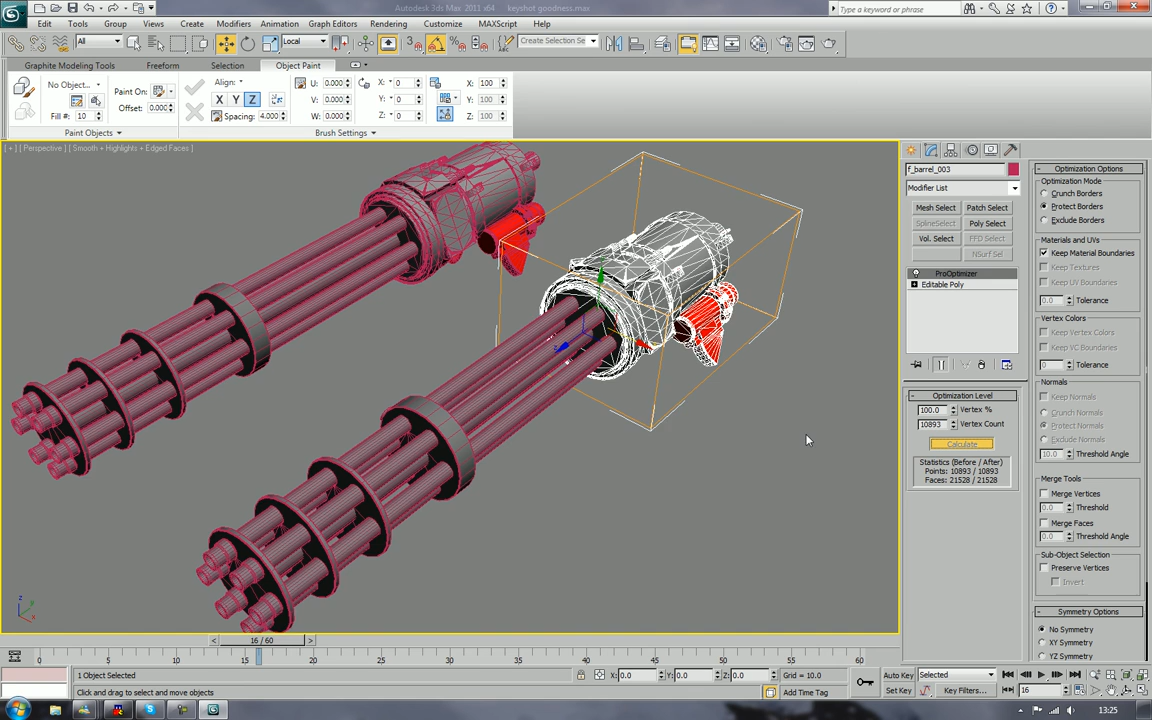 Autodesk 3ds Max 2011 x64    keyshot goodness.max
Type a keyword or phrase
Edit Tools Group Views Create Modifiers Animation Graph Editors Rendering Customize MAXScript Help
All Local Create Selection Se
Graphite Modeling Tools Freeform Selection Object Paint
No Object...
Fill #: 10
Paint On:
Offset: 0.000
Paint Objects
Align:
X Y Z
Spacing: 4.000
U: 0.000 X: 0 X: 100
V: 0.000 Y: 0 Y: 100
W: 0.000 Z: 0 Z: 100
Brush Settings
[ + ] [ Perspective ] [ Smooth + Highlights + Edged Faces ]
f_barrel_003
Modifier List
Mesh Select Patch Select
SplineSelect Poly Select
Vol. Select FFD Select
NSurf Sel
ProOptimizer
Editable Poly
Optimization Level
100.0 Vertex %
10893 Vertex Count
Calculate
Statistics (Before / After)
Points: 10893 / 10893
Faces: 21528 / 21528
Optimization Options
Optimization Mode
Crunch Borders
Protect Borders
Exclude Borders
Materials and UVs
Keep Material Boundaries
Keep Textures
Keep UV Boundaries
0.0 Tolerance
Vertex Colors
Keep Vertex Colors
Keep VC Boundaries
0 Tolerance
Normals
Keep Normals
Crunch Normals
Protect Normals
Exclude Normals
10.0 Threshold Angle
Merge Tools
Merge Vertices
0.0 Threshold
Merge Faces
0.0 Threshold Angle
Sub-Object Selection
Preserve Vertices
Invert
Symmetry Options
No Symmetry
XY Symmetry
YZ Symmetry
z y x
< 16 / 60 >
0 5 10 15 20 25 30 35 40 45 50 55 60
1 Object Selected
X: 0.0 Y: 0.0 Z: 0.0 Grid = 10.0
Auto Key Selected
Click and drag to select and move objects
Add Time Tag
Set Key Key Filters... 16
13:25